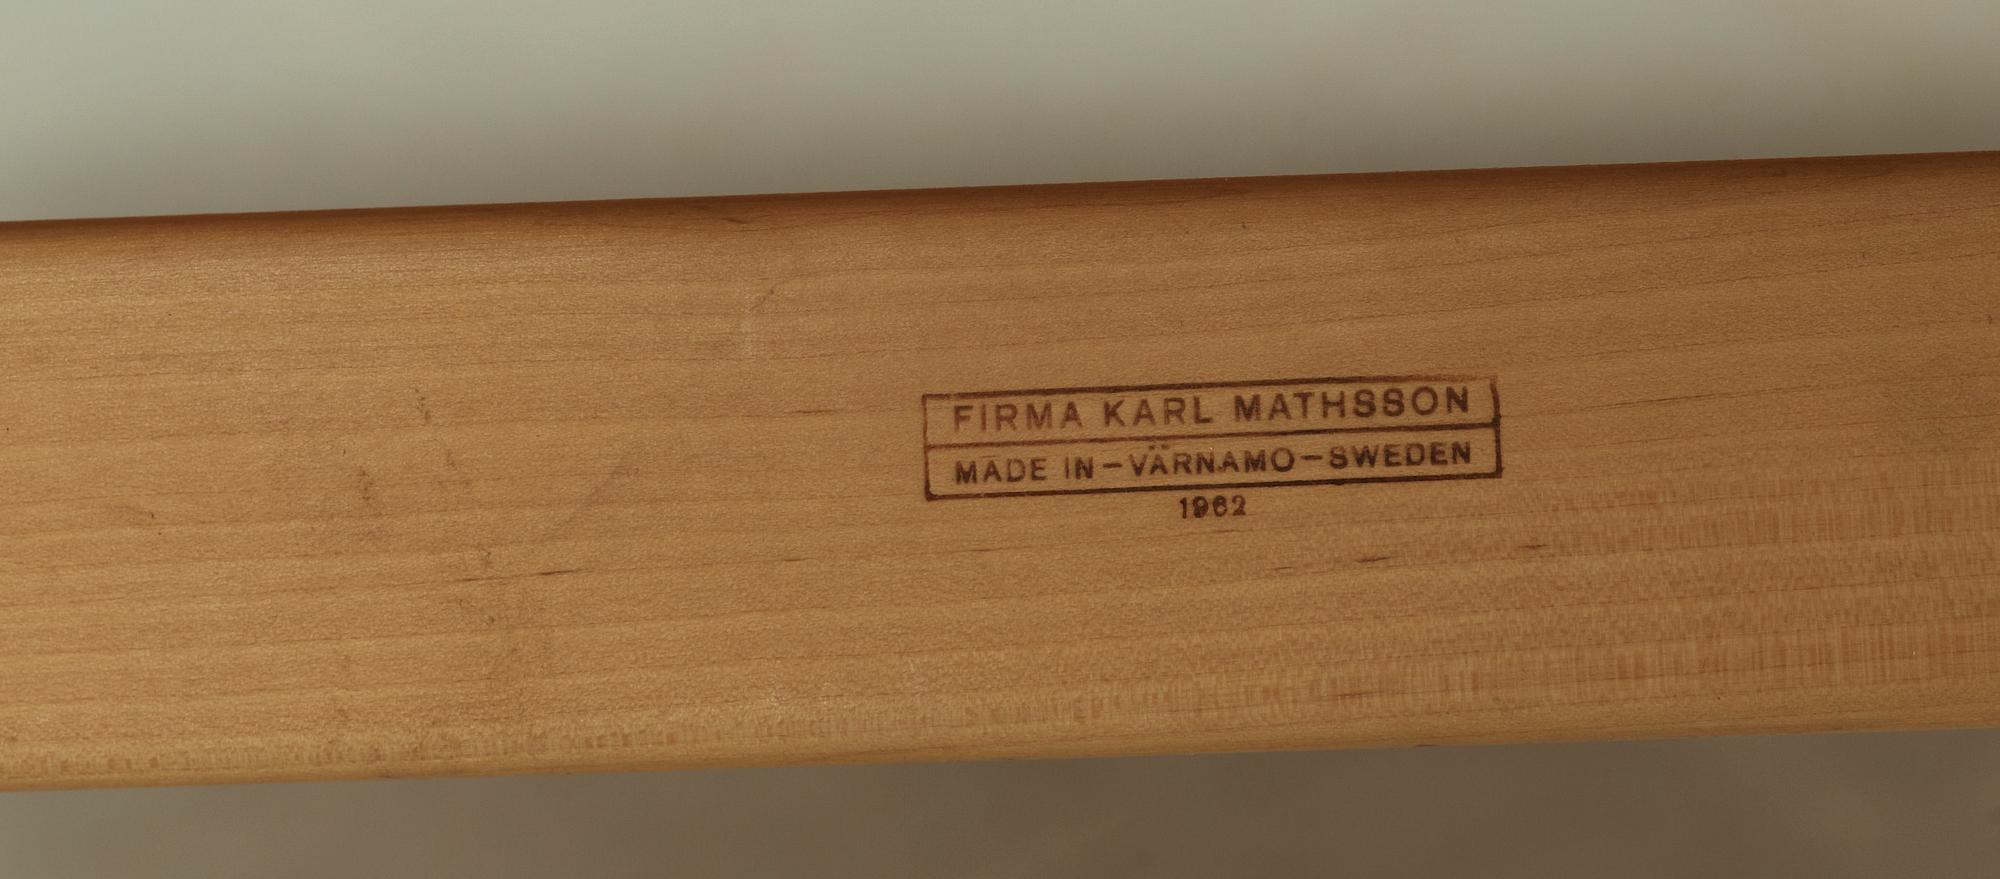 FIRMA KARL MATHSSON
MADE IN-VÄRNAMO-SWEDEN
1962